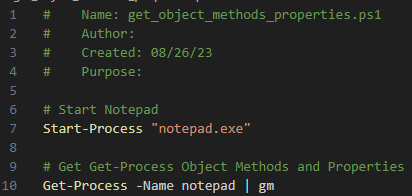 1 #    Name: get_object_methods_properties.ps1
2 #    Author:
3 #    Created: 08/26/23
4 #    Purpose:
5
6 # Start Notepad
7 Start-Process "notepad.exe"
8
9 # Get Get-Process Object Methods and Properties
10 Get-Process -Name notepad | gm